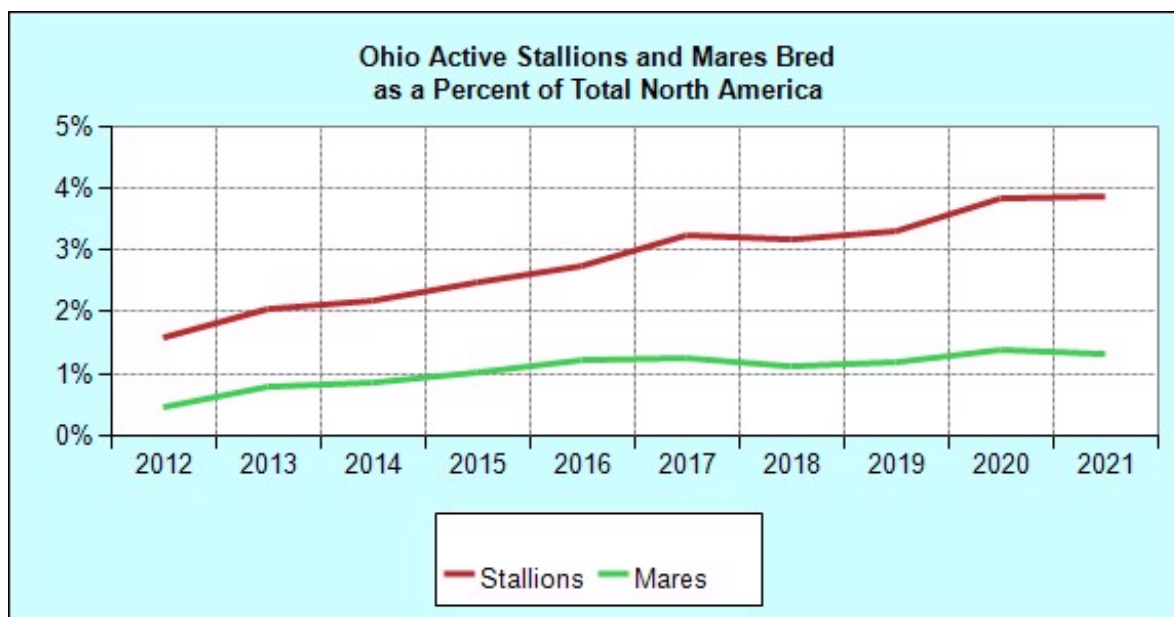 Ohio Active Stallions and Mares Bred
as a Percent of Total North America
5%
4%
3%
2%
1%
0%
2012 2013 2014 2015 2016 2017 2018 2019 2020 2021
Stallions Mares